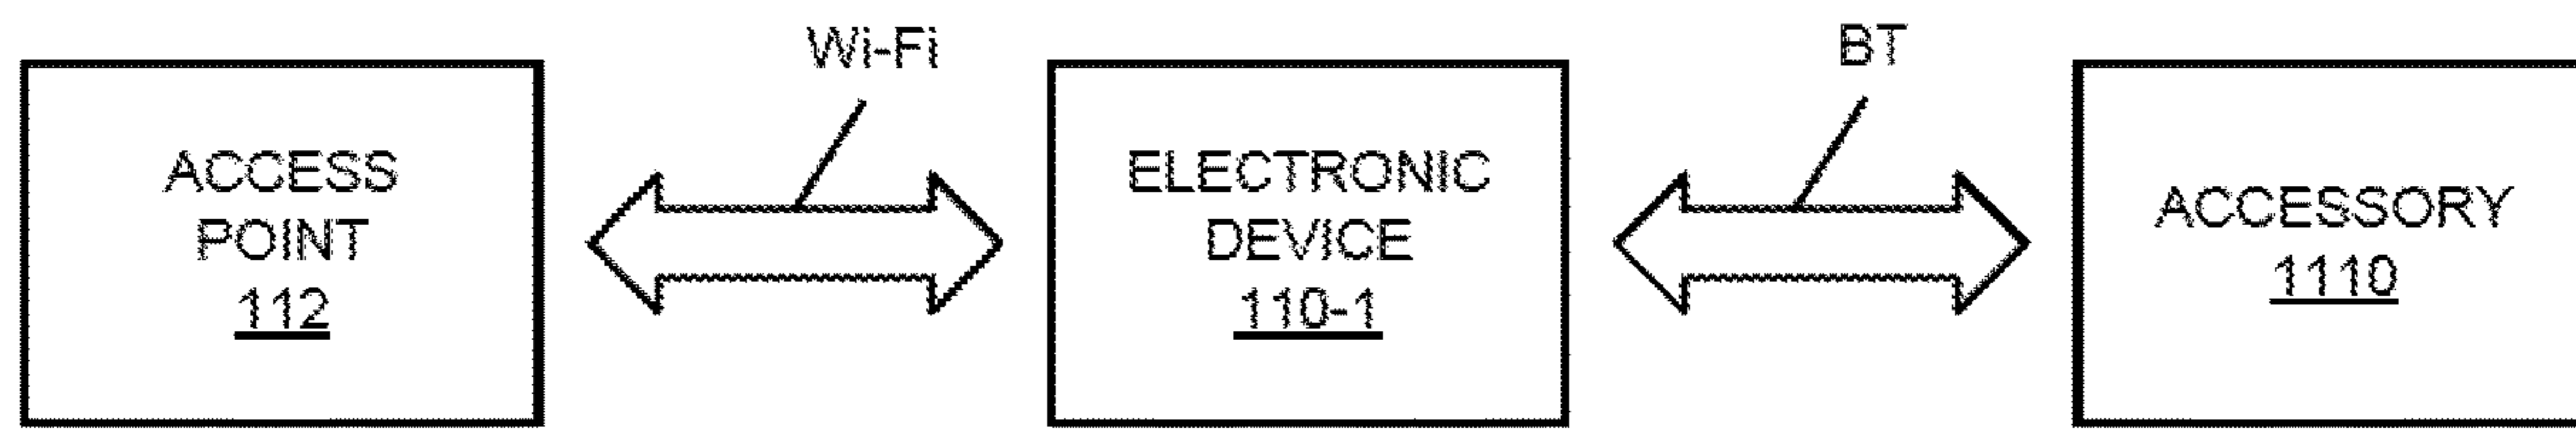 Wi-Fi
BT
ACCESS
POINT
112
ELECTRONIC
DEVICE
110-1
ACCESSORY
1110